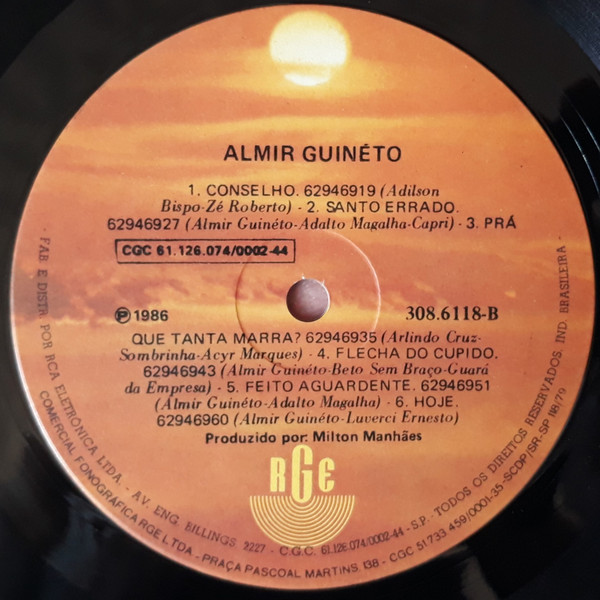 ALMIR GUINÉTO
1. CONSELHO. 62946919 (Adilson
Bispo-Zé Roberto) - 2. SANTO ERRADO.
62946927 (Almir Guinéto-Adalto Magalha-Capri) - 3. PRÁ
CGC 61.126.074/0002-44
℗ 1986
308.6118-B
QUE TANTA MARRA? 62946935 (Arlindo Cruz-
Sombrinha-Acyr Marques) - 4. FLECHA DO CUPIDO.
62946943 (Almir Guinéto-Beto Sem Braço-Guará
da Empresa) - 5. FEITO AGUARDENTE. 62946951
(Almir Guinéto-Adalto Magalha) - 6. HOJE.
62946960 (Almir Guinéto-Luverci Ernesto)
Produzido por: Milton Manhães
RGE
- FAB. E DISTR. POR RCA ELETRÔNICA LTDA. - AV. ENG. BILLINGS, 2227 - C.G.C. 61.126.074/0002-44 - S.P. TODOS OS DIREITOS RESERVADOS. IND. BRASILEIRA -
COMERCIAL FONOGRÁFICA RGE LTDA - PRAÇA PASCOAL MARTINS, 138 - CGC 51.733.459/0001-35 - SCDP/SR-SP 118/79